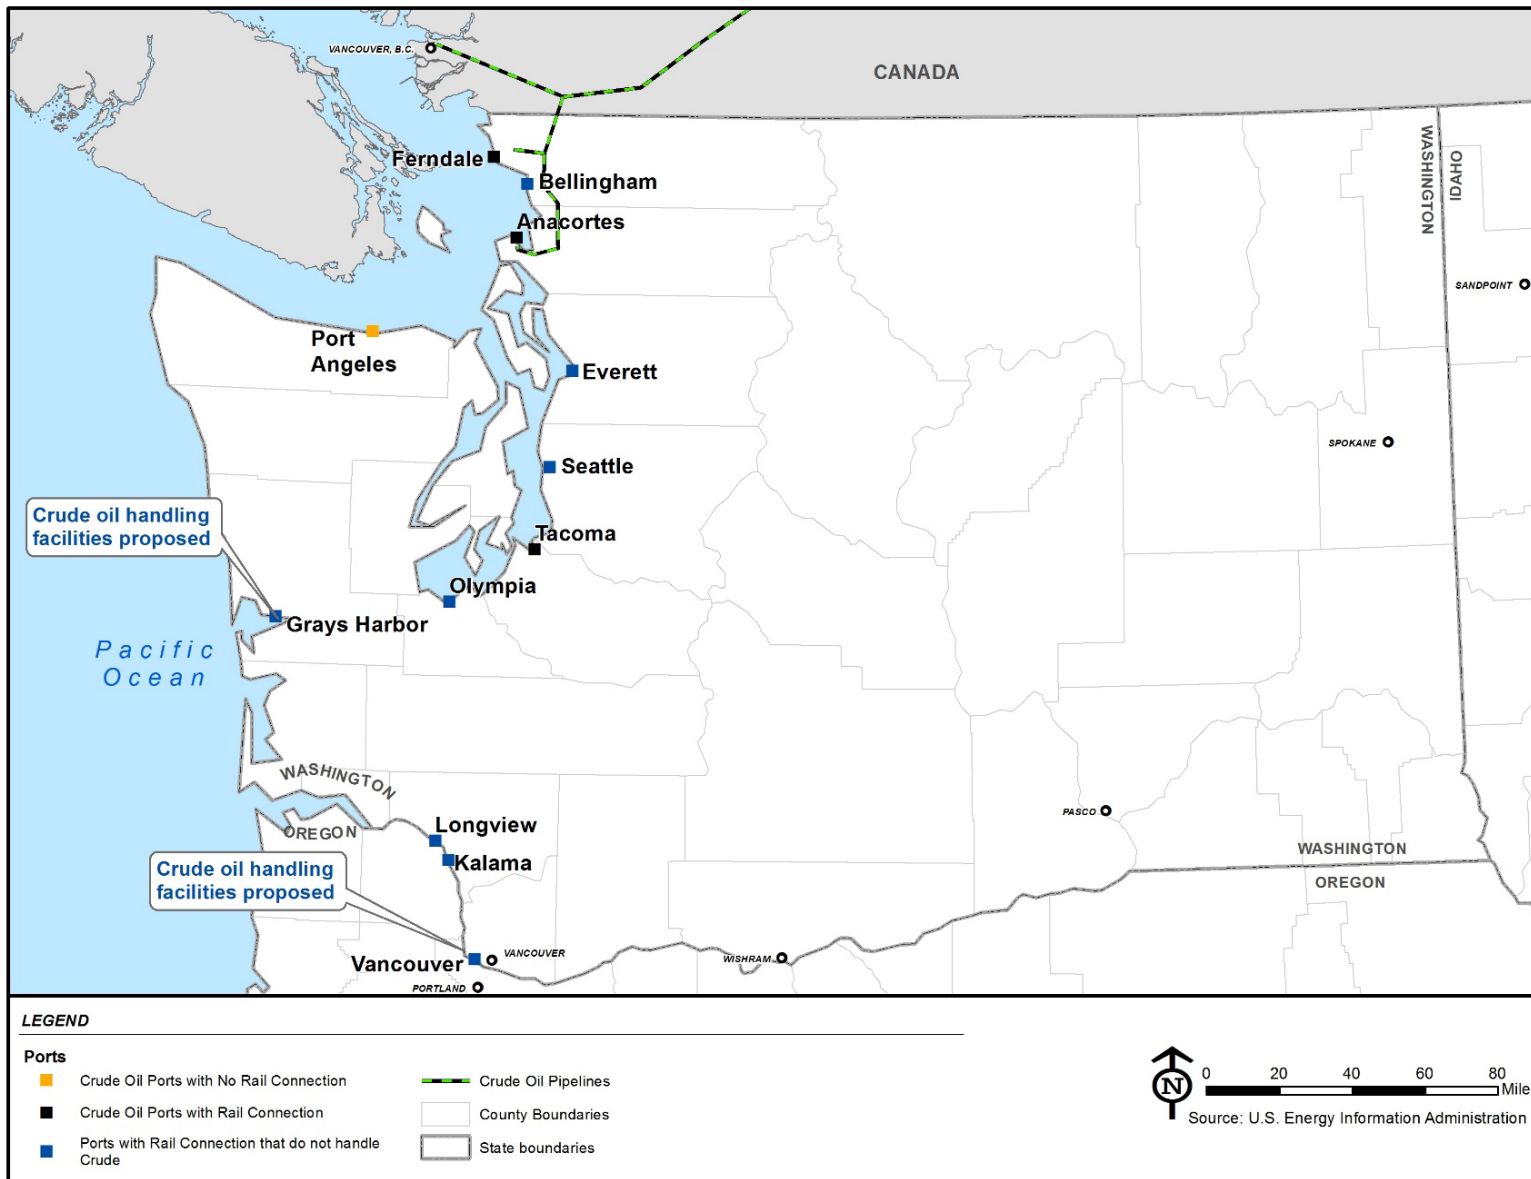 VANCOUVER, B.C.
CANADA
WASHINGTON
IDAHO
Ferndale
Bellingham
Anacortes
SANDPOINT
Port
Angeles
Everett
SPOKANE
Seattle
Crude oil handling
facilities proposed
Tacoma
Olympia
Grays Harbor
Pacific
Ocean
WASHINGTON
OREGON
Longview
PASCO
Kalama
WASHINGTON
OREGON
Crude oil handling
facilities proposed
Vancouver
VANCOUVER
WISHRAM
PORTLAND
LEGEND
Ports
Crude Oil Ports with No Rail Connection
Crude Oil Ports with Rail Connection
Ports with Rail Connection that do not handle
Crude
Crude Oil Pipelines
County Boundaries
State boundaries
N
0 20 40 60 80
Mile
Source: U.S. Energy Information Administration